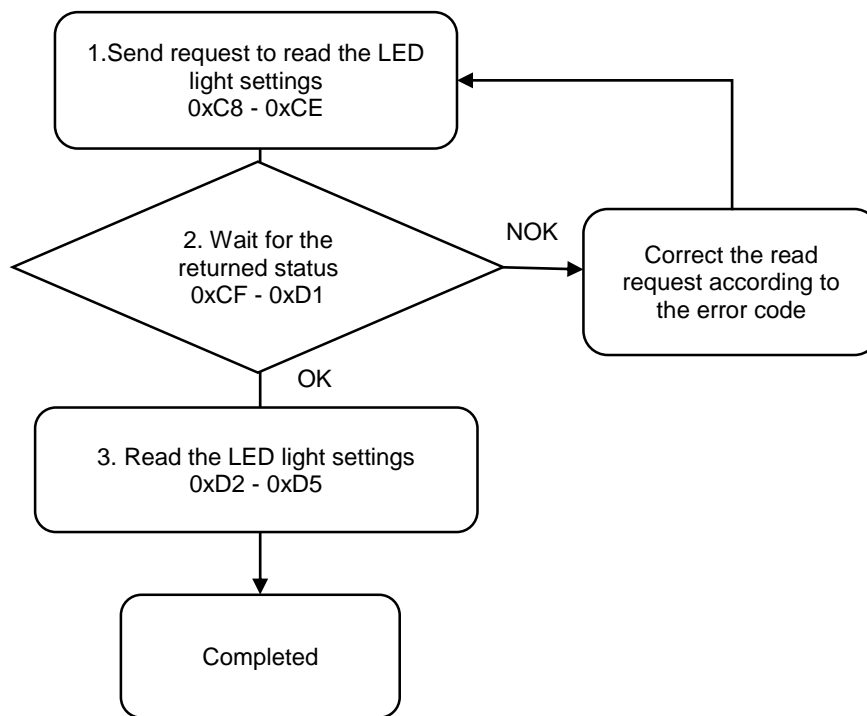 1.Send request to read the LED
light settings
0xC8 - 0xCE
2. Wait for the
returned status
0xCF - 0xD1
NOK
Correct the read
request according to
the error code
OK
3. Read the LED light settings
0xD2 - 0xD5
Completed